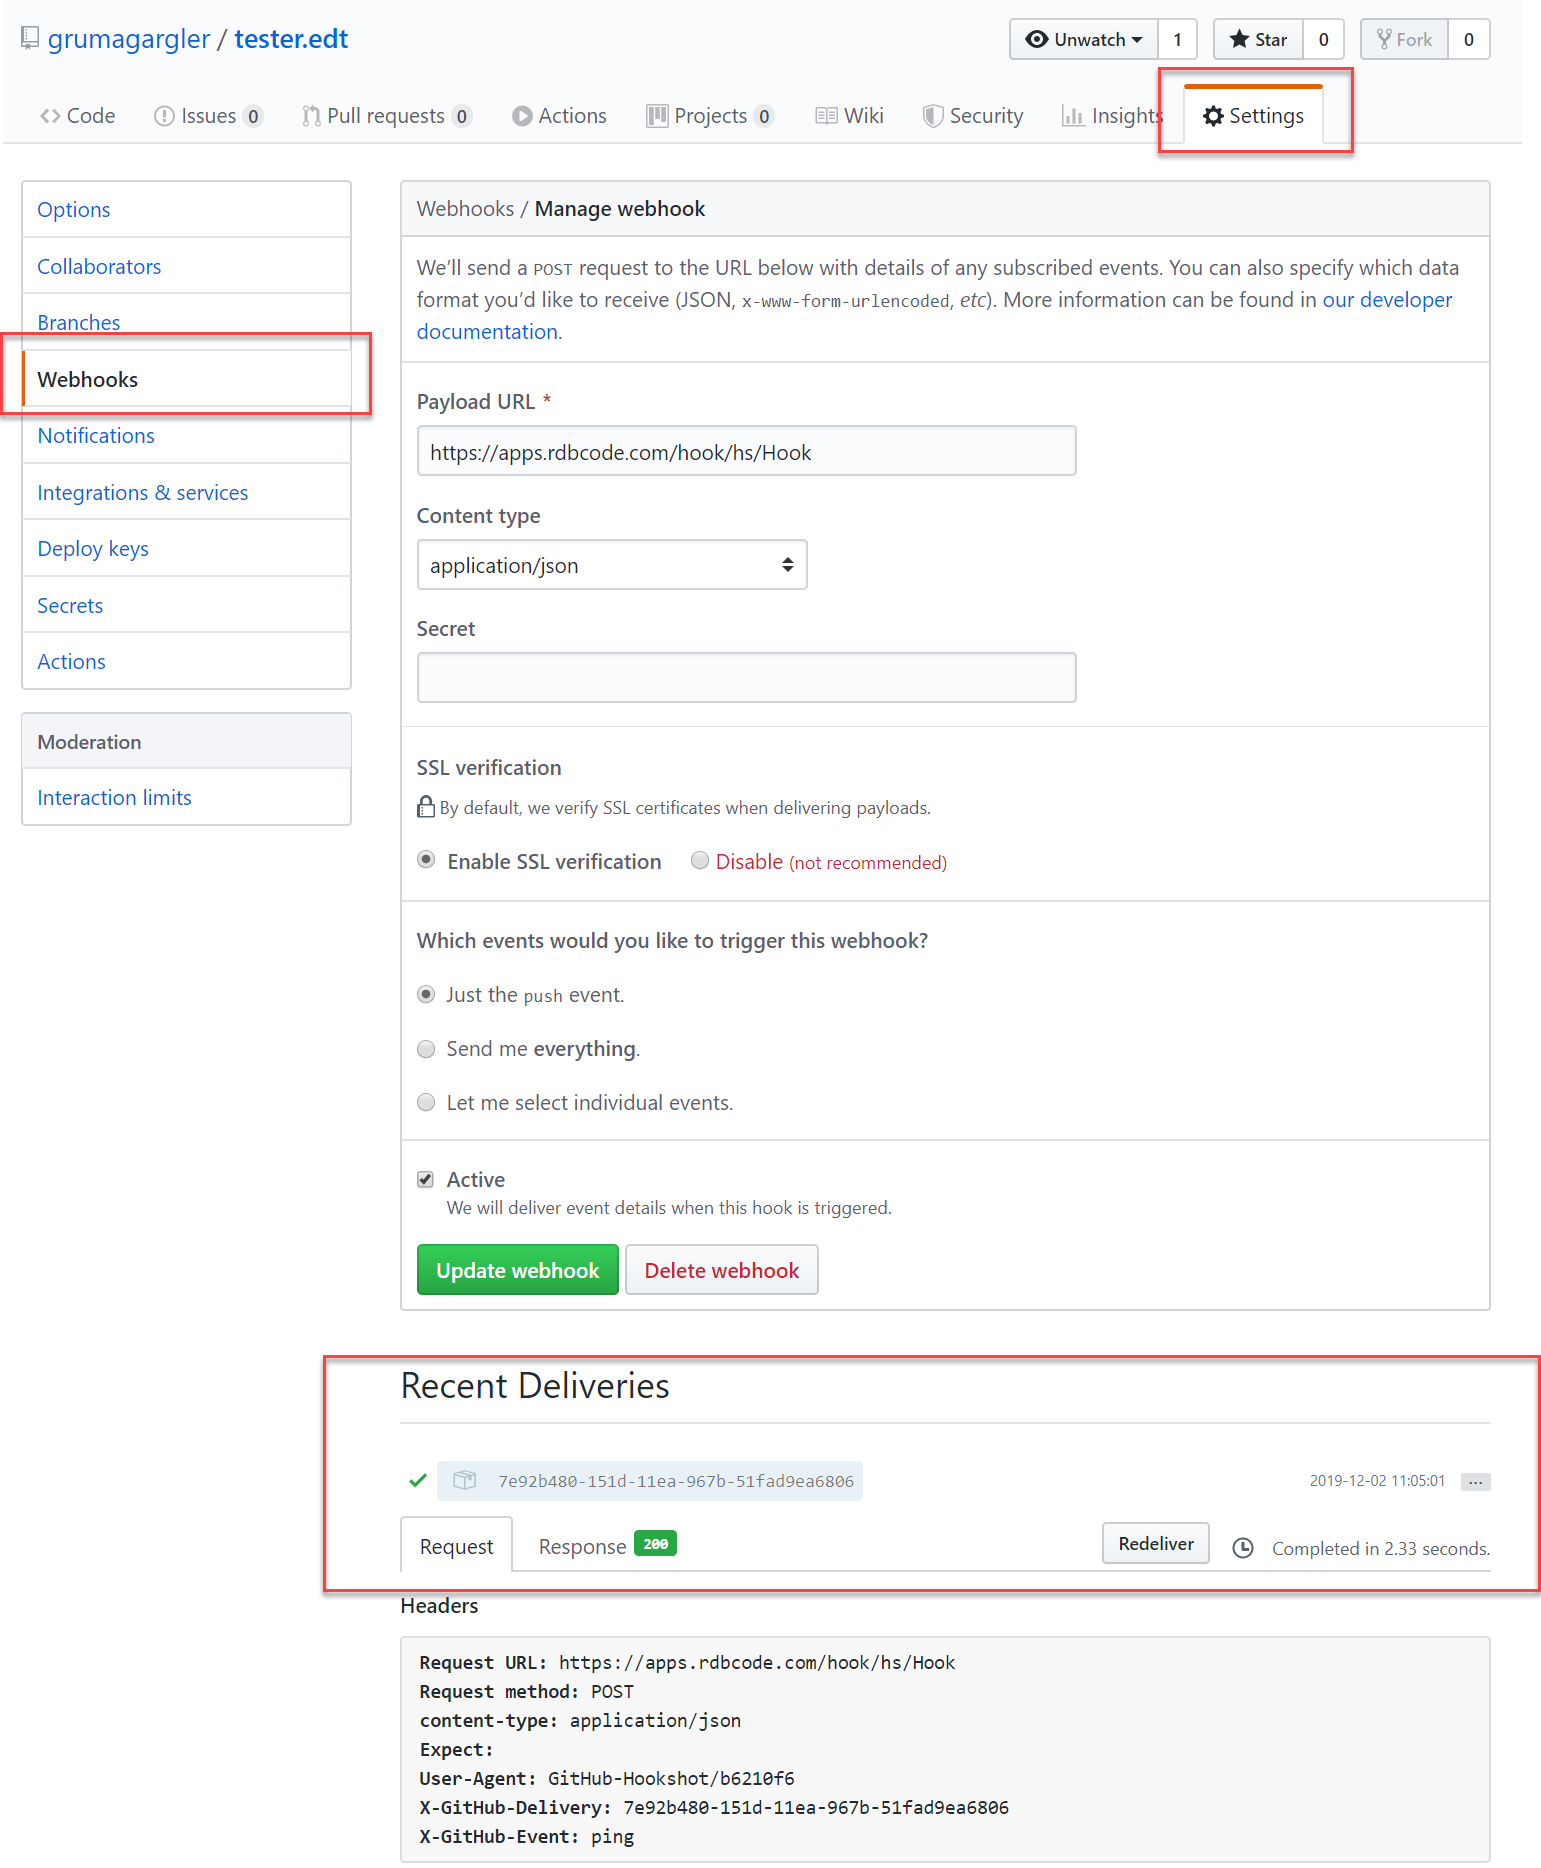 grumagargler / tester.edt
Unwatch 1 Star 0 Fork 0
Code Issues 0 Pull requests 0 Actions Projects 0 Wiki Security Insights Settings
Options
Collaborators
Branches
Webhooks
Notifications
Integrations & services
Deploy keys
Secrets
Actions
Moderation
Interaction limits
Webhooks / Manage webhook
We’ll send a POST request to the URL below with details of any subscribed events. You can also specify which data
format you’d like to receive (JSON, x-www-form-urlencoded, etc). More information can be found in our developer
documentation.
Payload URL *
https://apps.rdbcode.com/hook/hs/Hook
Content type
application/json
Secret
SSL verification
By default, we verify SSL certificates when delivering payloads.
Enable SSL verification Disable (not recommended)
Which events would you like to trigger this webhook?
Just the push event.
Send me everything.
Let me select individual events.
Active
We will deliver event details when this hook is triggered.
Update webhook Delete webhook
Recent Deliveries
7e92b480-151d-11ea-967b-51fad9ea6806 2019-12-02 11:05:01 ...
Request Response 200 Redeliver Completed in 2.33 seconds.
Headers
Request URL: https://apps.rdbcode.com/hook/hs/Hook
Request method: POST
content-type: application/json
Expect:
User-Agent: GitHub-Hookshot/b6210f6
X-GitHub-Delivery: 7e92b480-151d-11ea-967b-51fad9ea6806
X-GitHub-Event: ping